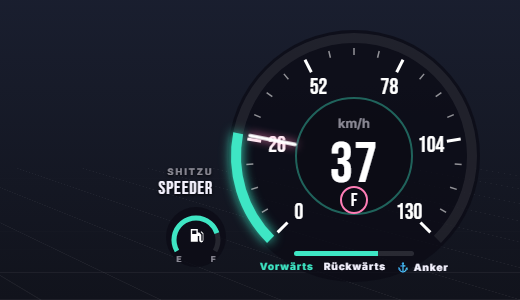 52 78
km/h
26 104
37
SHITZU
SPEEDER
F
0 130
E F
Vorwärts Rückwärts ⚓ Anker